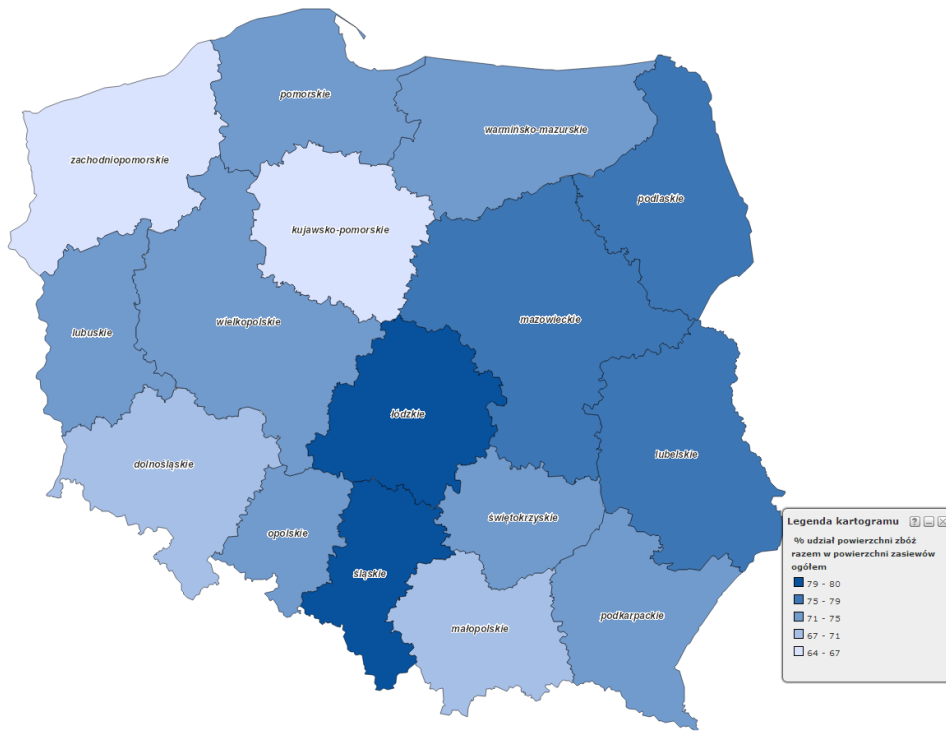 pomorskie
warmińsko-mazurskie
zachodniopomorskie
podlaskie
kujawsko-pomorskie
mazowieckie
wielkopolskie
lubuskie
łódzkie
lubelskie
dolnośląskie
świętokrzyskie
opolskie
śląskie
podkarpackie
małopolskie
Legenda kartogramu
% udział powierzchni zbóż
razem w powierzchni zasiewów
ogółem
79 - 80
75 - 79
71 - 75
67 - 71
64 - 67